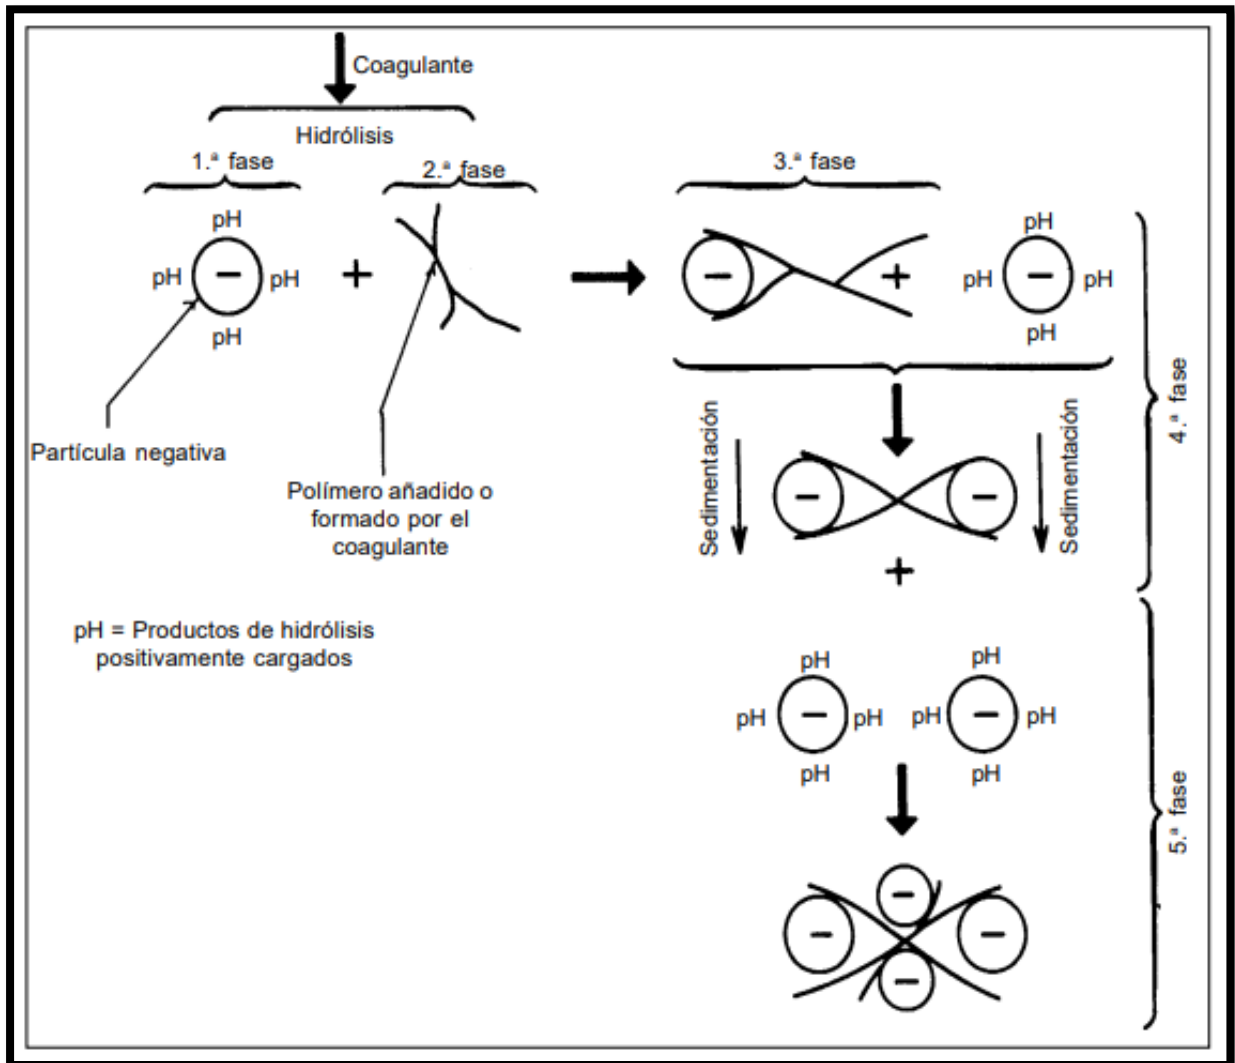 Coagulante
Hidrólisis
1.ª fase
2.ª fase
3.ª fase
pH
pH − pH
pH
+
− +
pH
pH − pH
pH
4.ª fase
Partícula negativa
Polímero añadido o
formado por el
coagulante
Sedimentación
− −
Sedimentación
+
pH = Productos de hidrólisis
positivamente cargados
pH pH
pH − pH pH − pH
pH pH
5.ª fase
−
− −
−